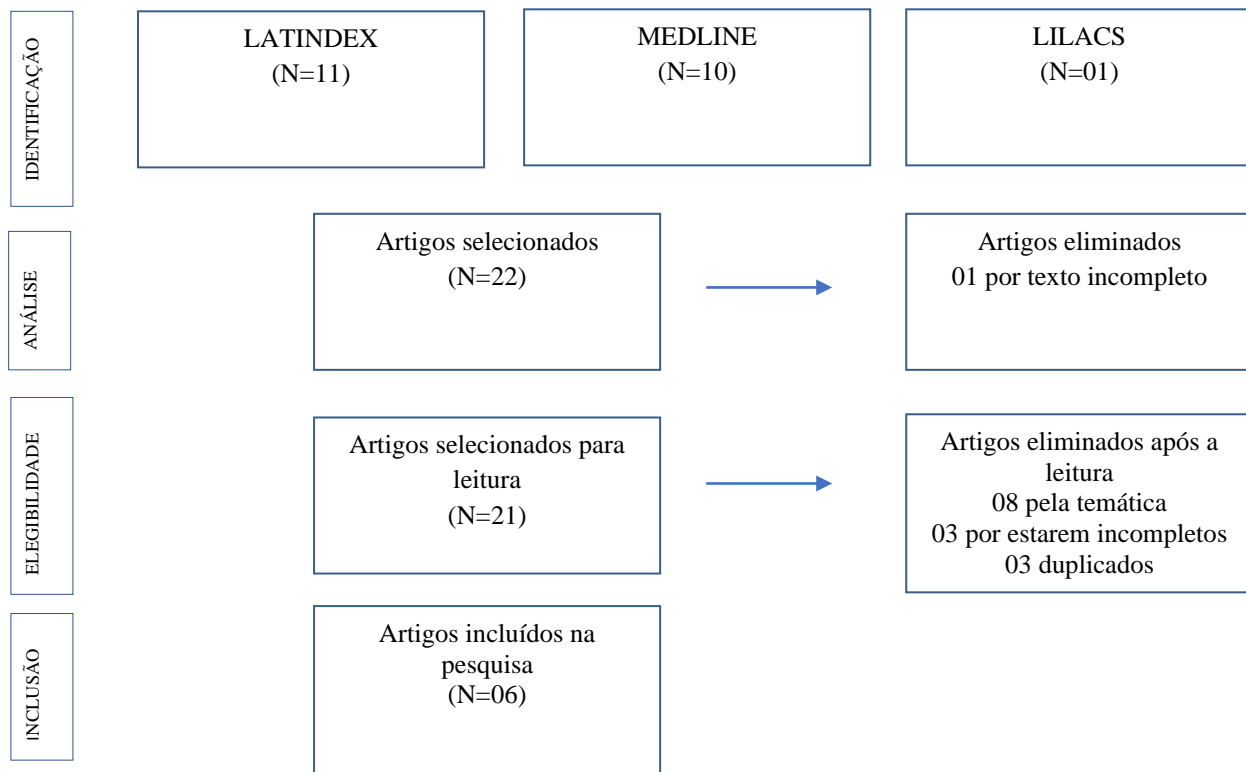 IDENTIFICAÇÃO
LATINDEX
(N=11)
MEDLINE
(N=10)
LILACS
(N=01)
ANÁLISE
Artigos selecionados
(N=22)
Artigos eliminados
01 por texto incompleto
ELEGIBILIDADE
Artigos selecionados para
leitura
(N=21)
Artigos eliminados após a
leitura
08 pela temática
03 por estarem incompletos
03 duplicados
INCLUSÃO
Artigos incluídos na
pesquisa
(N=06)